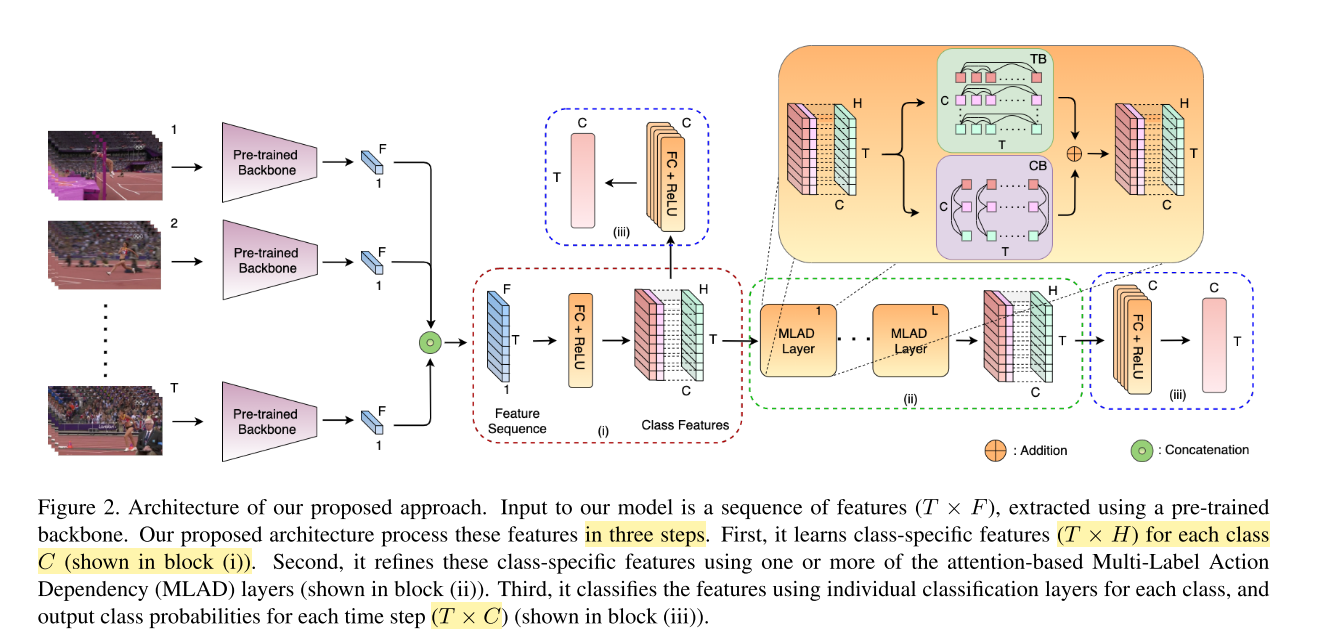 1
Pre-trained
Backbone
F
1
2
Pre-trained
Backbone
F
1
T
Pre-trained
Backbone
F
1
F
T
1
Feature
Sequence
FC + ReLU
H
T
C
Class Features
(i)
C
T
C
FC + ReLU
(iii)
H
T
C
TB
C
T
CB
C
T
H
T
C
1
MLAD
Layer
L
MLAD
Layer
H
T
C
(ii)
C
FC + ReLU
C
T
(iii)
: Addition
: Concatenation
Figure 2. Architecture of our proposed approach. Input to our model is a sequence of features (T × F), extracted using a pre-trained
backbone. Our proposed architecture process these features in three steps. First, it learns class-specific features (T × H) for each class
C (shown in block (i)). Second, it refines these class-specific features using one or more of the attention-based Multi-Label Action
Dependency (MLAD) layers (shown in block (ii)). Third, it classifies the features using individual classification layers for each class, and
output class probabilities for each time step (T × C) (shown in block (iii)).